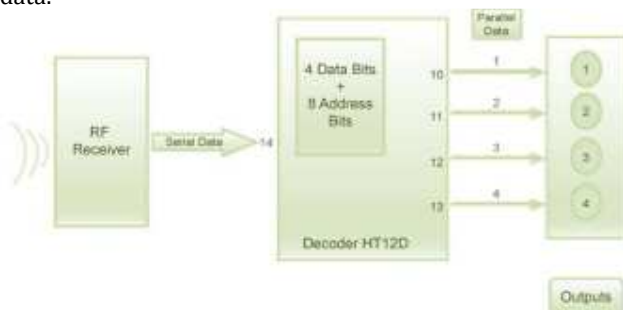 data.
RF
Receiver
Serial Data
14
4 Data Bits
+
8 Address
Bits
10
11
12
13
Decoder HT12D
Parallel
Data
1
2
3
4
1
2
3
4
Outputs